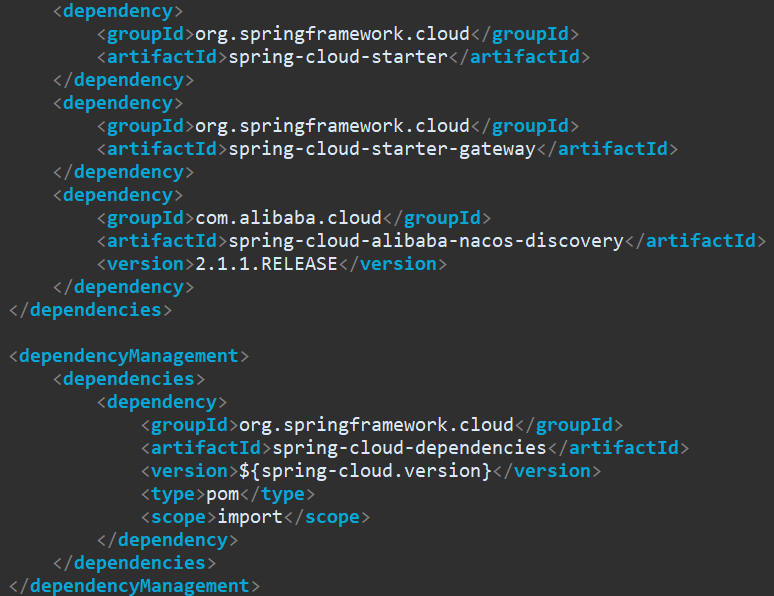 <dependency>
<groupId>org.springframework.cloud</groupId>
<artifactId>spring-cloud-starter</artifactId>
</dependency>
<dependency>
<groupId>org.springframework.cloud</groupId>
<artifactId>spring-cloud-starter-gateway</artifactId>
</dependency>
<dependency>
<groupId>com.alibaba.cloud</groupId>
<artifactId>spring-cloud-alibaba-nacos-discovery</artifactId>
<version>2.1.1.RELEASE</version>
</dependency>
</dependencies>
<dependencyManagement>
<dependencies>
<dependency>
<groupId>org.springframework.cloud</groupId>
<artifactId>spring-cloud-dependencies</artifactId>
<version>${spring-cloud.version}</version>
<type>pom</type>
<scope>import</scope>
</dependency>
</dependencies>
</dependencyManagement>